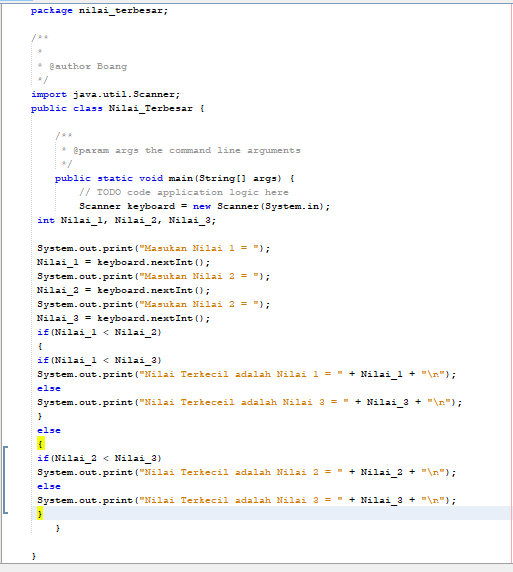 package nilai_terbesar;
/**
 *
 * @author Boang
 */
import java.util.Scanner;
public class Nilai_Terbesar {
/**
 * @param args the command line arguments
 */
public static void main(String[] args) {
// TODO code application logic here
Scanner keyboard = new Scanner(System.in);
int Nilai_1, Nilai_2, Nilai_3;
System.out.print("Masukan Nilai 1 = ");
Nilai_1 = keyboard.nextInt();
System.out.print("Masukan Nilai 2 = ");
Nilai_2 = keyboard.nextInt();
System.out.print("Masukan Nilai 2 = ");
Nilai_3 = keyboard.nextInt();
if(Nilai_1 < Nilai_2)
{
if(Nilai_1 < Nilai_3)
System.out.print("Nilai Terkecil adalah Nilai 1 = " + Nilai_1 + "\n");
else
System.out.print("Nilai Terkeceil adalah Nilai 3 = " + Nilai_3 + "\n");
}
else
{
if(Nilai_2 < Nilai_3)
System.out.print("Nilai Terkecil adalah Nilai 2 = " + Nilai_2 + "\n");
else
System.out.print("Nilai Terkecil adalah Nilai 3 = " + Nilai_3 + "\n");
}
}
}